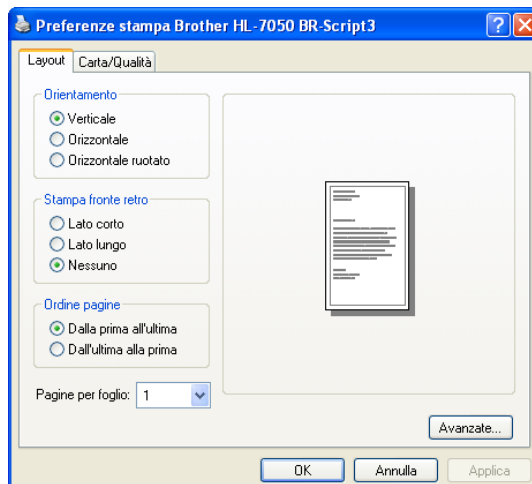 Preferenze stampa Brother HL-7050 BR-Script3
Layout
Carta/Qualità
Orientamento
Verticale
Orizzontale
Orizzontale ruotato
Stampa fronte retro
Lato corto
Lato lungo
Nessuno
Ordine pagine
Dalla prima all'ultima
Dall'ultima alla prima
Pagine per foglio: 1
Avanzate...
OK
Annulla
Applica